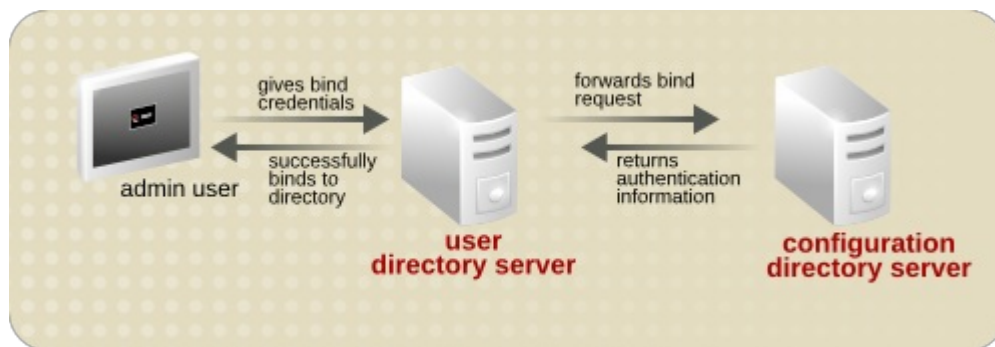 gives bind
credentials
forwards bind
request
successfully
binds to
directory
returns
authentication
information
admin user
user
directory server
configuration
directory server